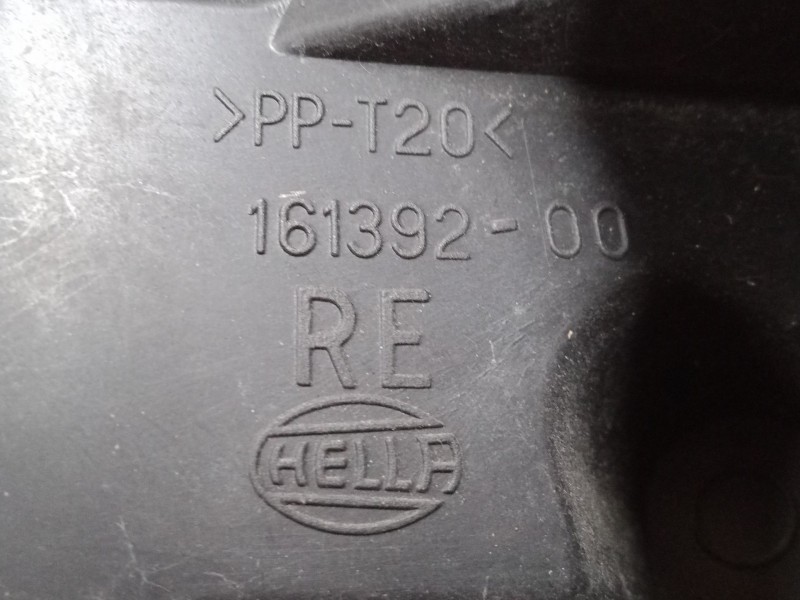 >PP-T20<
161392-00
RE
HELLA